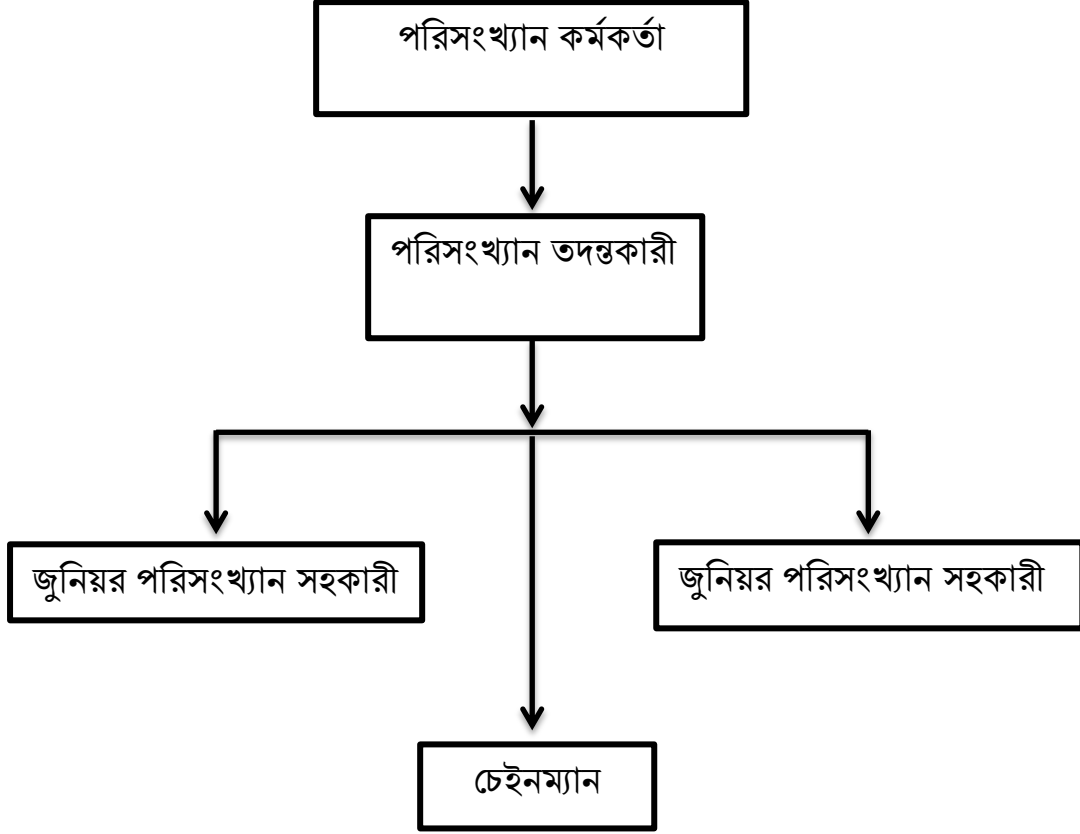 পরিসংখ্যান কর্মকর্তা
পরিসংখ্যান তদন্তকারী
জুনিয়র পরিসংখ্যান সহকারী
জুনিয়র পরিসংখ্যান সহকারী
চেইনম্যান